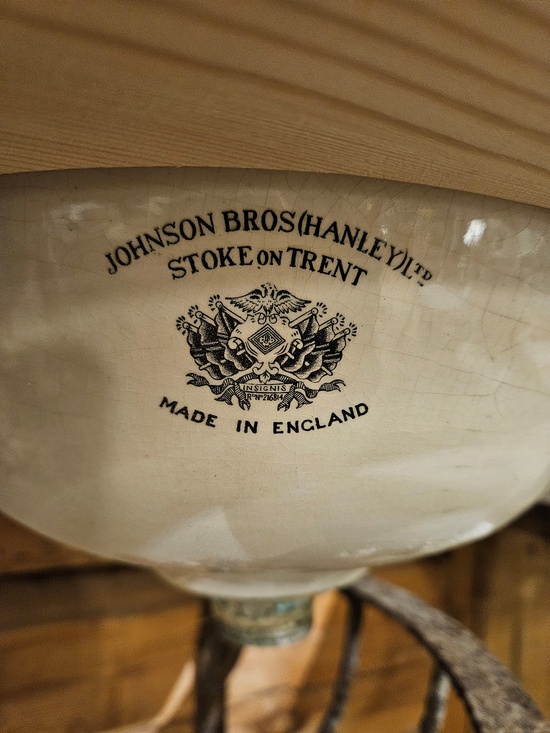 JOHNSON BROS (HANLEY) LTD
STOKE ON TRENT
INSIGNIS
MADE IN ENGLAND